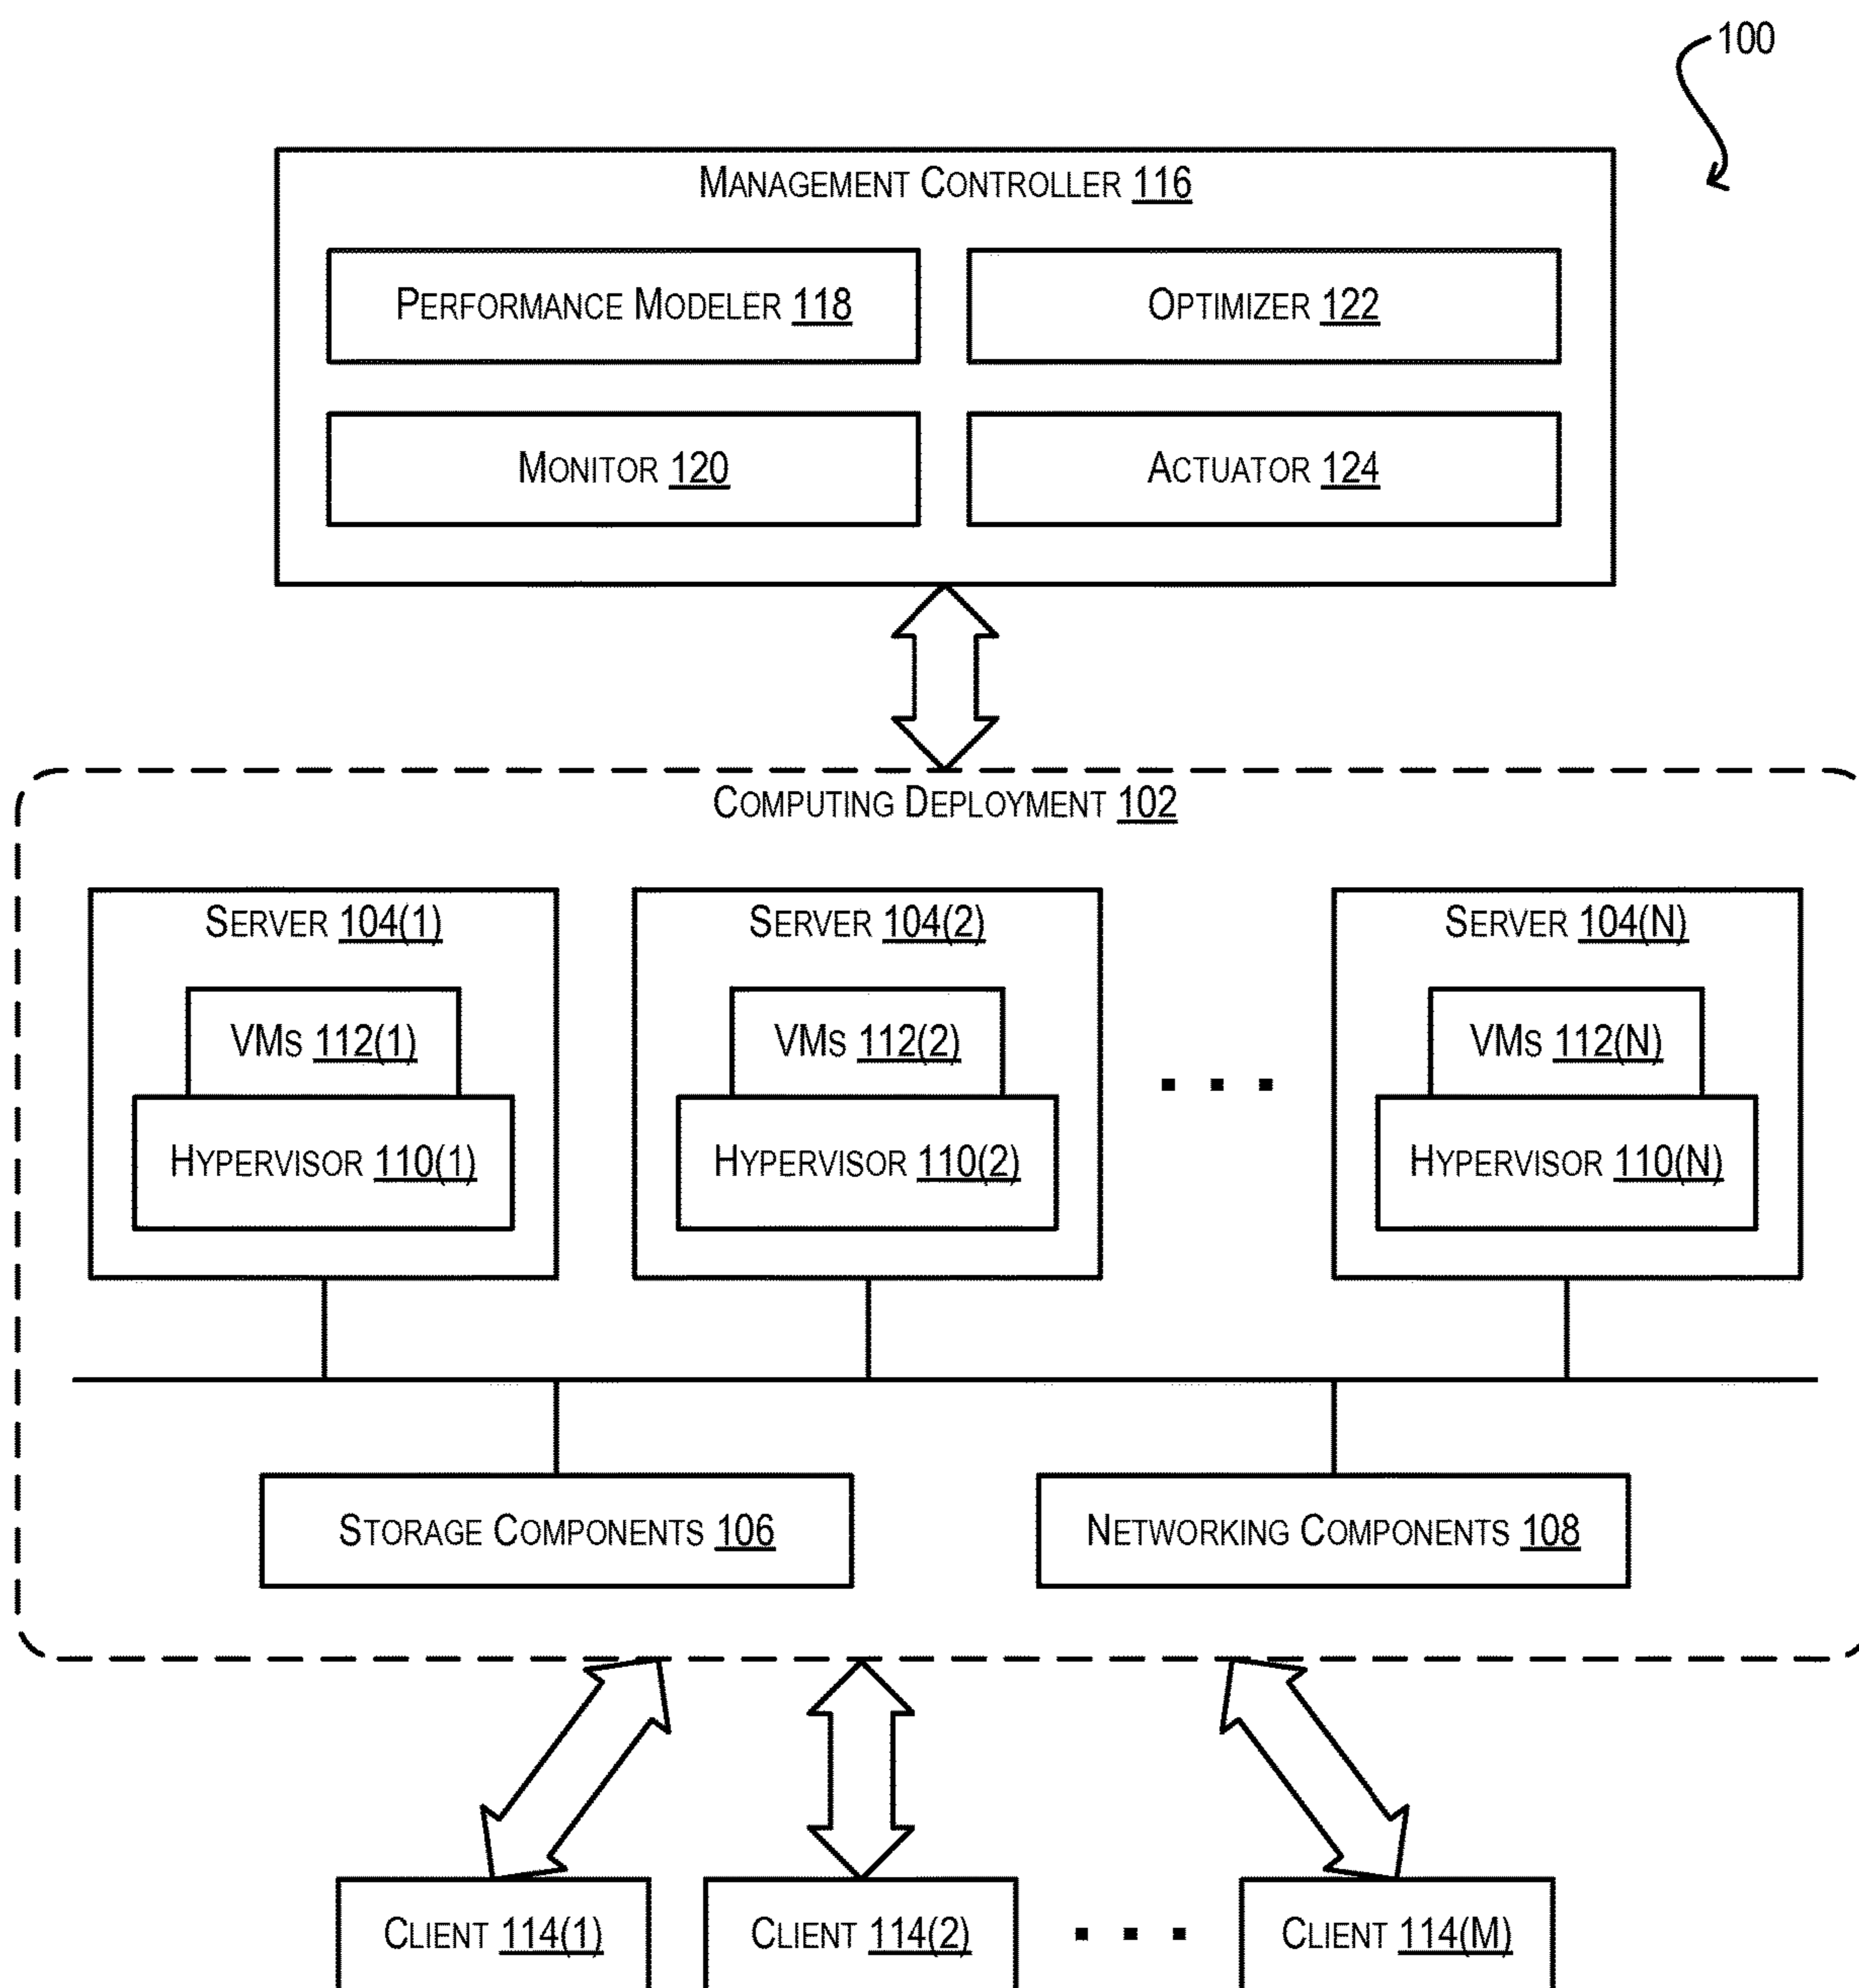 100
MANAGEMENT CONTROLLER 116
PERFORMANCE MODELER 118
OPTIMIZER 122
MONITOR 120
ACTUATOR 124
COMPUTING DEPLOYMENT 102
SERVER 104(1)
SERVER 104(2)
SERVER 104(N)
VMs 112(1)
VMs 112(2)
VMs 112(N)
HYPERVISOR 110(1)
HYPERVISOR 110(2)
HYPERVISOR 110(N)
STORAGE COMPONENTS 106
NETWORKING COMPONENTS 108
CLIENT 114(1)
CLIENT 114(2)
CLIENT 114(M)